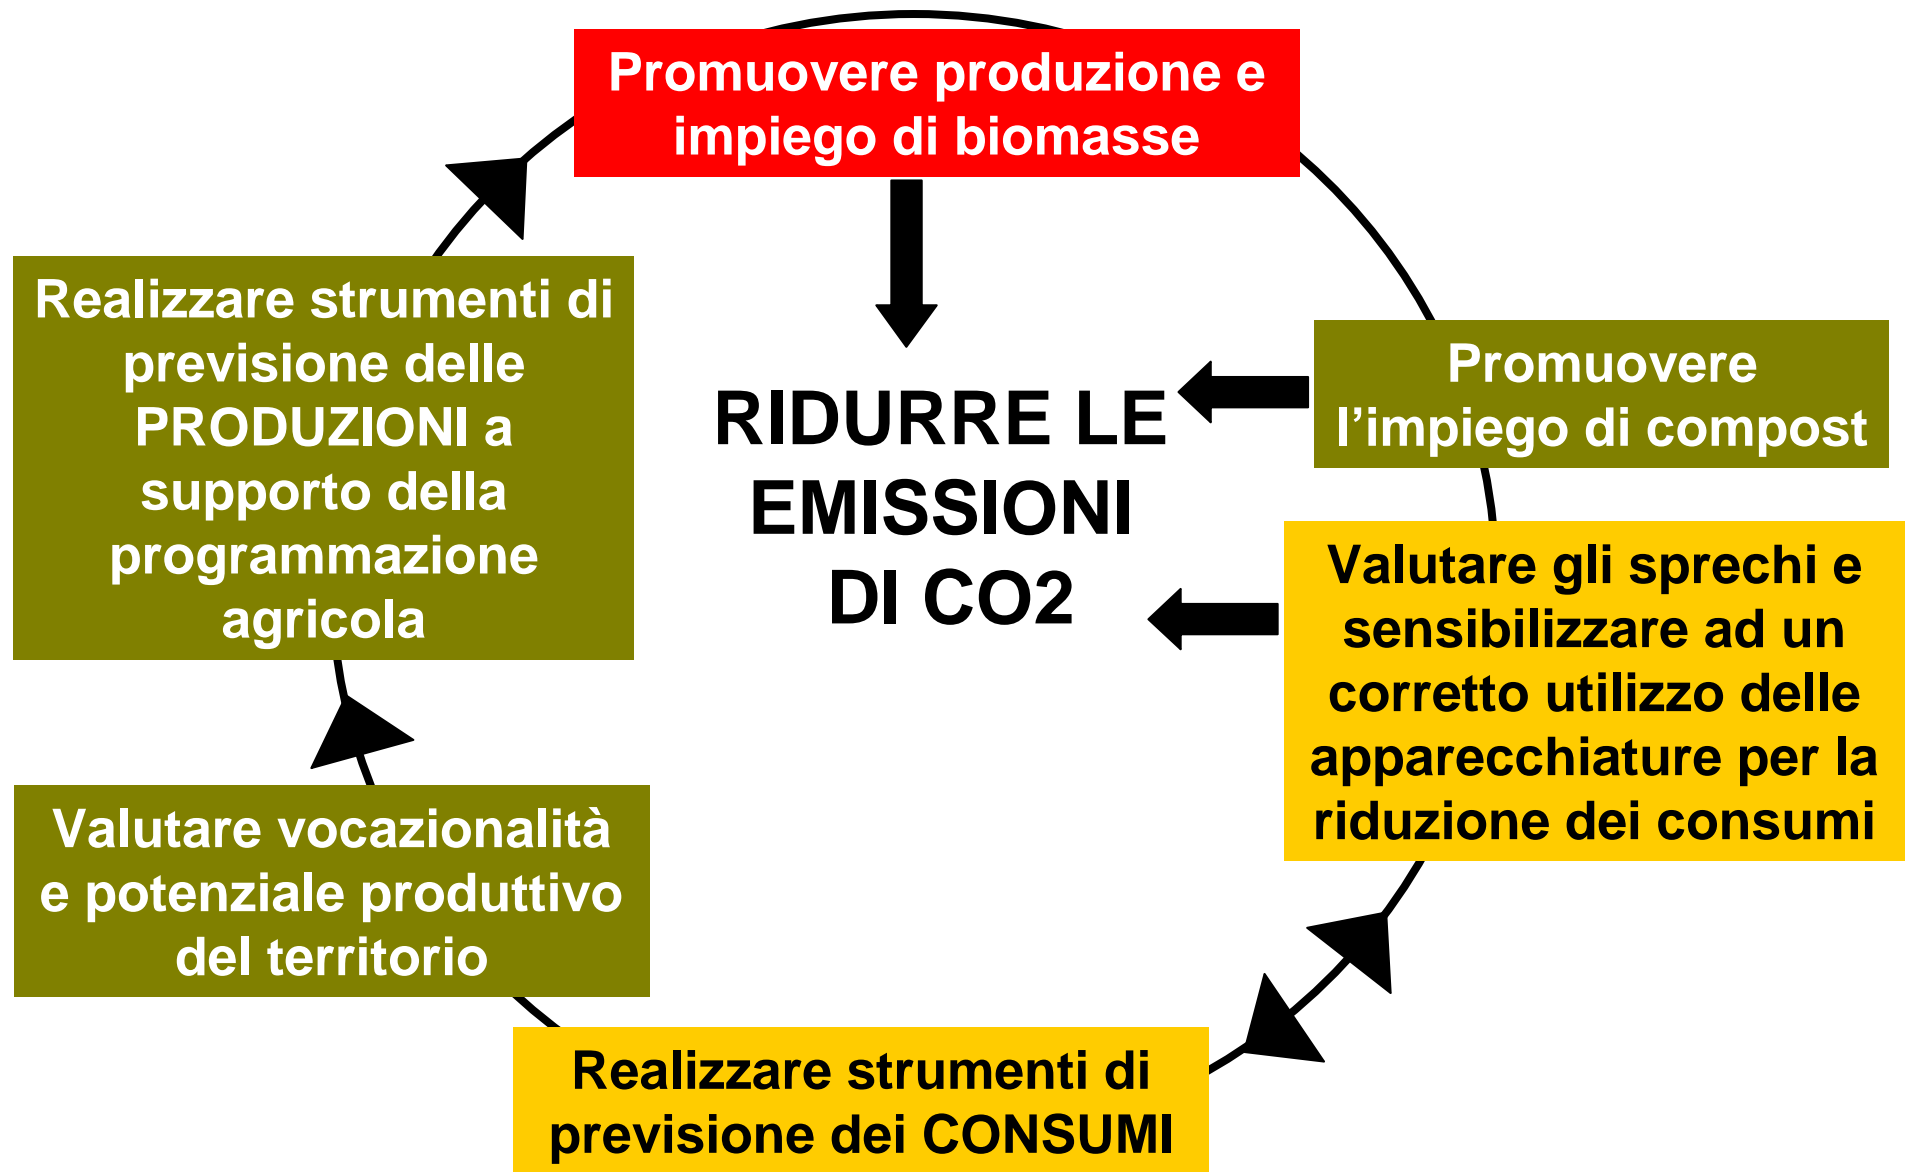 Promuovere produzione e
impiego di biomasse
Realizzare strumenti di
previsione delle
PRODUZIONI a
supporto della
programmazione
agricola
RIDURRE LE
EMISSIONI
DI CO2
Promuovere
l’impiego di compost
Valutare gli sprechi e
sensibilizzare ad un
corretto utilizzo delle
apparecchiature per la
riduzione dei consumi
Valutare vocazionalità
e potenziale produttivo
del territorio
Realizzare strumenti di
previsione dei CONSUMI